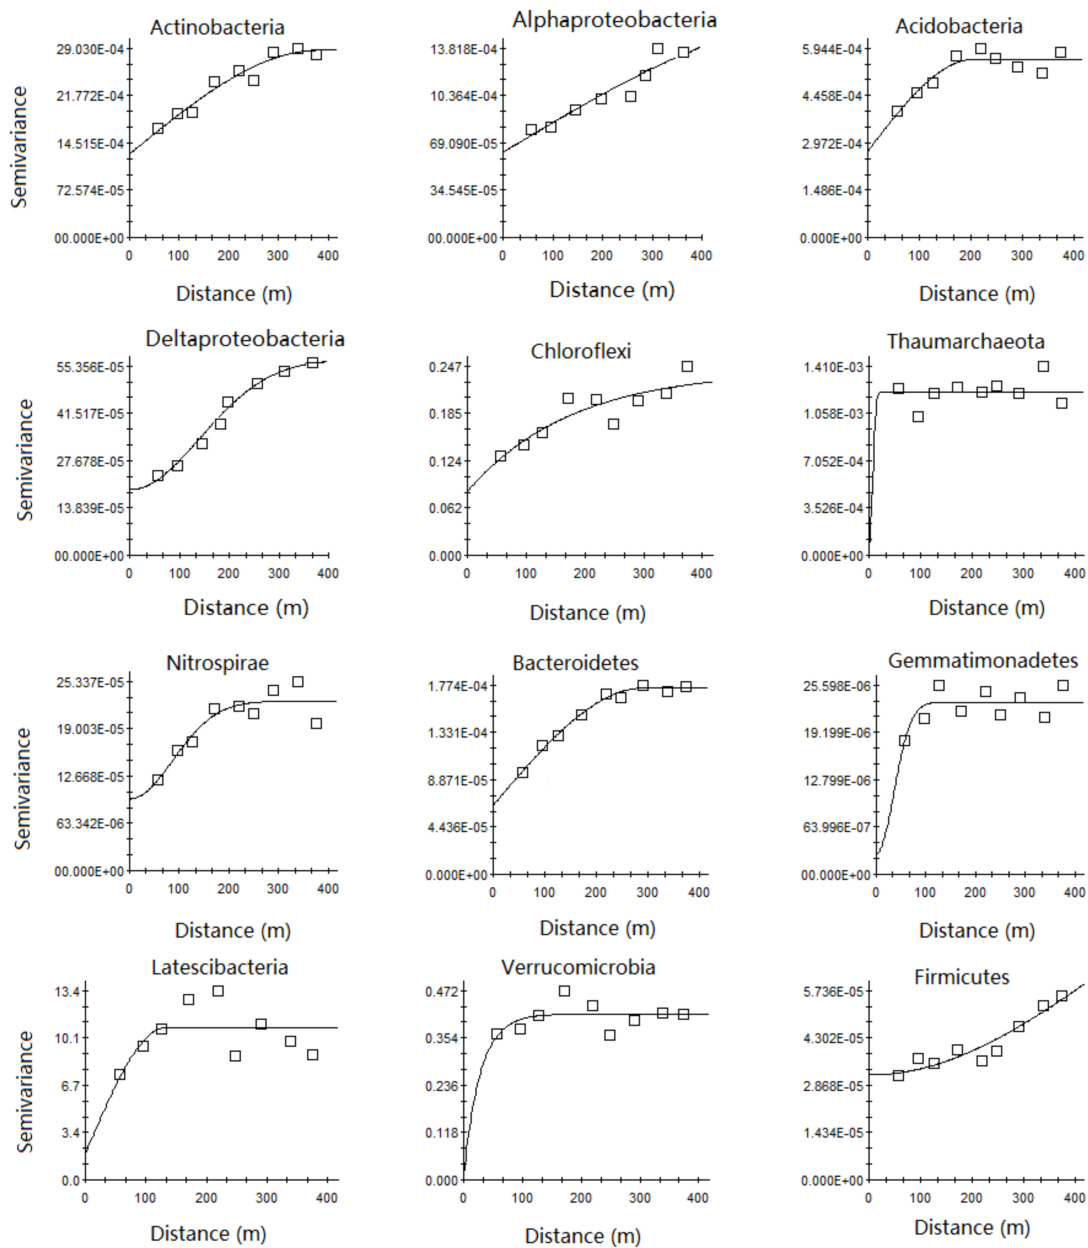 Actinobacteria
Alphaproteobacteria
Acidobacteria
Semivariance
29.030E-04
21.772E-04
14.515E-04
72.574E-05
00.000E+00
0 100 200 300 400
Distance (m)
13.818E-04
10.364E-04
69.090E-05
34.545E-05
00.000E+00
0 100 200 300 400
Distance (m)
5.944E-04
4.458E-04
2.972E-04
1.486E-04
0.000E+00
0 100 200 300 400
Distance (m)
Deltaproteobacteria
Chloroflexi
Thaumarchaeota
Semivariance
55.356E-05
41.517E-05
27.678E-05
13.839E-05
00.000E+00
0 100 200 300 400
Distance (m)
0.247
0.185
0.124
0.062
0.000
0 100 200 300 400
Distance (m)
1.410E-03
1.058E-03
7.052E-04
3.526E-04
0.000E+00
0 100 200 300 400
Distance (m)
Nitrospirae
Bacteroidetes
Gemmatimonadetes
Semivariance
25.337E-05
19.003E-05
12.668E-05
63.342E-06
00.000E+00
0 100 200 300 400
Distance (m)
1.774E-04
1.331E-04
8.871E-05
4.436E-05
0.000E+00
0 100 200 300 400
Distance (m)
25.598E-06
19.199E-06
12.799E-06
63.996E-07
00.000E+00
0 100 200 300 400
Distance (m)
Latescibacteria
Verrucomicrobia
Firmicutes
Semivariance
13.4
10.1
6.7
3.4
0.0
0 100 200 300 400
Distance (m)
0.472
0.354
0.236
0.118
0.000
0 100 200 300 400
Distance (m)
5.736E-05
4.302E-05
2.868E-05
1.434E-05
0.000E+00
0 100 200 300 400
Distance (m)